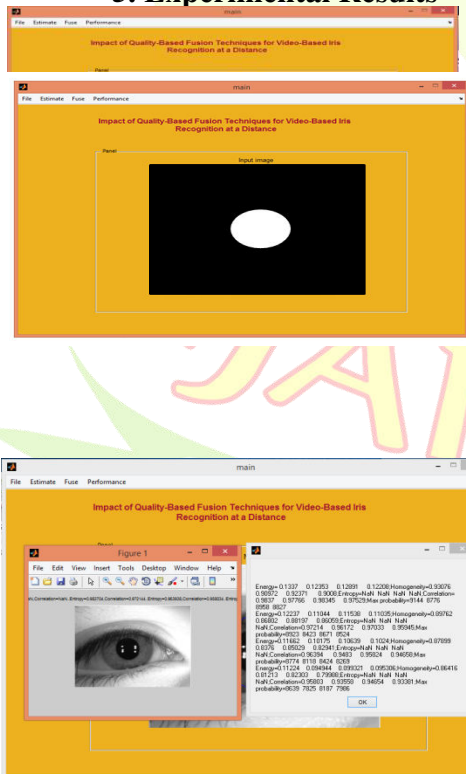 5. Experimental Results
main
File Estimate Fuse Performance
Impact of Quality-Based Fusion Techniques for Video-Based Iris
Recognition at a Distance
Panel
main
File Estimate Fuse Performance
Impact of Quality-Based Fusion Techniques for Video-Based Iris
Recognition at a Distance
Panel
Input image
main
File Estimate Fuse Performance
Impact of Quality-Based Fusion Techniques for Video-Based Iris
Recognition at a Distance
Figure 1
File Edit View Insert Tools Desktop Window Help
Energy= 0.1337 0.12353 0.12891 0.12208;Homogeneity=0.93076
0.90972 0.92371 0.9008;Entropy=NaN NaN NaN NaN;Correlation=
0.9837 0.97766 0.98345 0.97529;Max probability=9144 8776
8958 8827
Energy=0.12237 0.11044 0.11538 0.11035;Homogeneity=0.89762
0.86802 0.88197 0.86059;Entropy=NaN NaN NaN
NaN;Correlation=0.97214 0.96172 0.97033 0.95945;Max
probability=8923 8423 8671 8524
Energy=0.11662 0.10175 0.10639 0.1024;Homogeneity=0.87899
0.8376 0.85029 0.82941;Entropy=NaN NaN NaN
NaN;Correlation=0.96394 0.9483 0.95824 0.94658;Max
probability=8774 8118 8424 8269
Energy=0.11224 0.094944 0.099321 0.095306;Homogeneity=0.86416
0.81213 0.82303 0.79988;Entropy=NaN NaN NaN
NaN;Correlation=0.95803 0.93558 0.94654 0.93381;Max
probability=8639 7825 8187 7986
OK